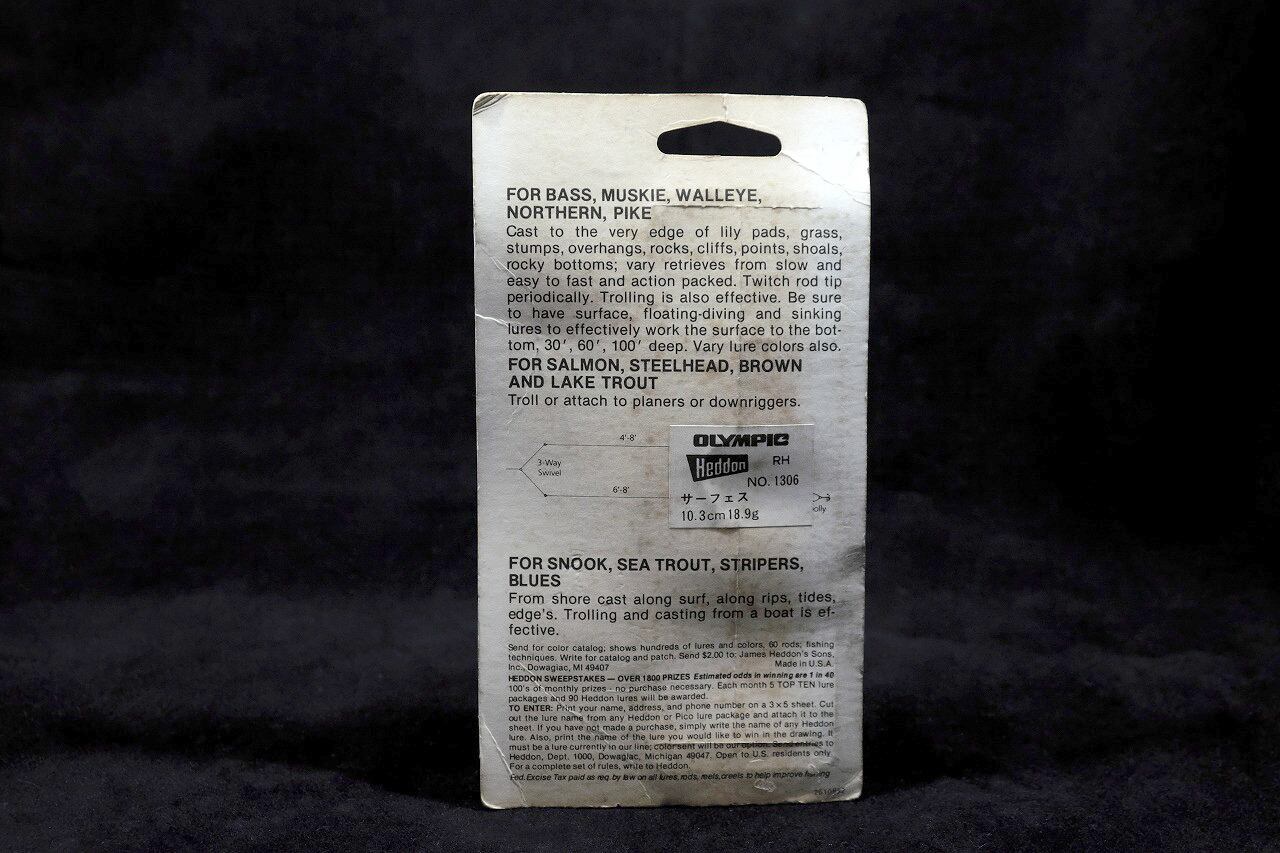 FOR BASS, MUSKIE, WALLEYE,
NORTHERN, PIKE
Cast to the very edge of lily pads, grass,
stumps, overhangs, rocks, cliffs, points, shoals,
rocky bottoms; vary retrieves from slow and
easy to fast and action packed. Twitch rod tip
periodically. Trolling is also effective. Be sure
to have surface, floating-diving and sinking
lures to effectively work the surface to the bot-
tom, 30′, 60′, 100′ deep. Vary lure colors also.
FOR SALMON, STEELHEAD, BROWN
AND LAKE TROUT
Troll or attach to planers or downriggers.
4'-8'
3-Way
Swivel
6'-8'
OLYMPIC
Heddon RH
NO. 1306
サーフェス
10.3cm 18.9g
olly
FOR SNOOK, SEA TROUT, STRIPERS,
BLUES
From shore cast along surf, along rips, tides,
edge's. Trolling and casting from a boat is ef-
fective.
Send for color catalog; shows hundreds of lures and colors, 60 rods; fishing
techniques. Write for catalog and patch. Send $2.00 to: James Heddon's Sons,
Inc., Dowagiac, MI 49407 Made in U.S.A.
HEDDON SWEEPSTAKES — OVER 1800 PRIZES Estimated odds in winning are 1 in 40
100's of monthly prizes - no purchase necessary. Each month 5 TOP TEN lure
packages and 90 Heddon lures will be awarded.
TO ENTER: Print your name, address, and phone number on a 3×5 sheet. Cut
out the lure name from any Heddon or Pico lure package and attach it to the
sheet. If you have not made a purchase, simply write the name of any Heddon
lure. Also, print the name of the lure you would like to win in the drawing. It
must be a lure currently in our line; color sent will be our option. Send entries to
Heddon, Dept. 1000, Dowagiac, Michigan 49047. Open to U.S. residents only.
For a complete set of rules, write to Heddon.
Fed. Excise Tax paid as req. by law on all lures, rods, reels, creels to help improve fishing